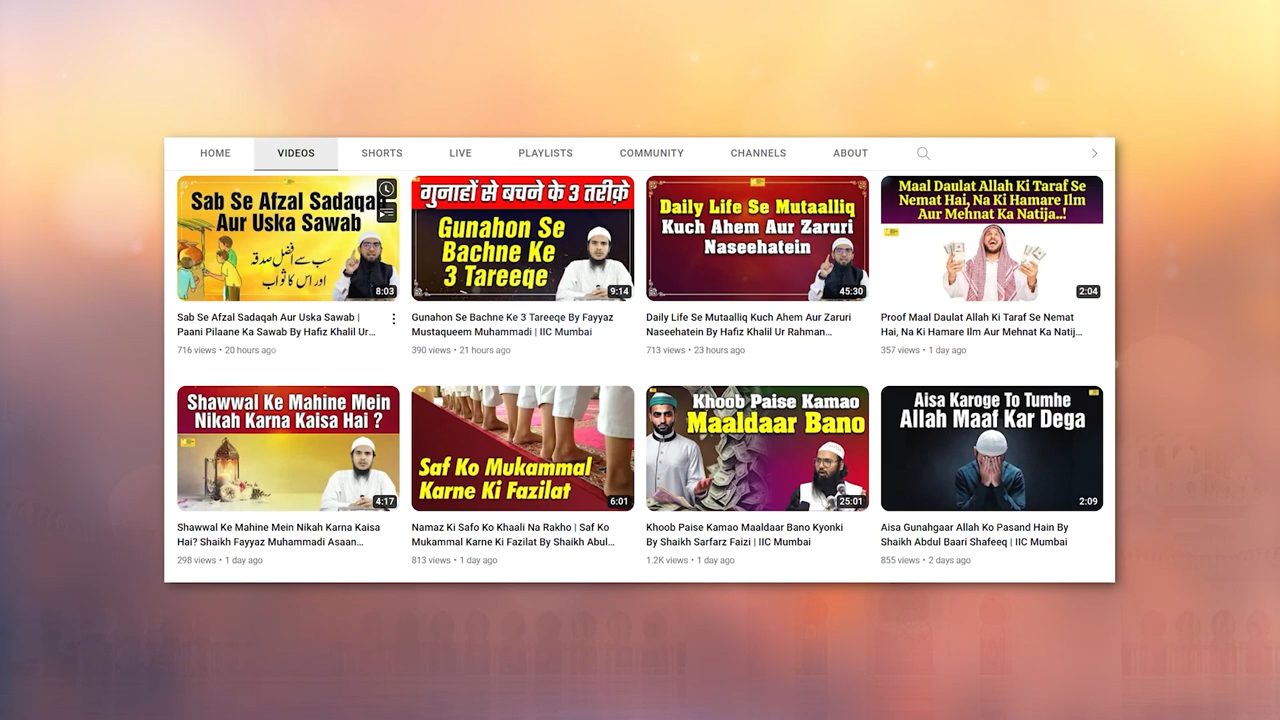 HOME VIDEOS SHORTS LIVE PLAYLISTS COMMUNITY CHANNELS ABOUT
Sab Se Afzal Sadaqah
Aur Uska Sawab
سب سے افضل صدقہ
اور اس کا ثواب
8:03
गुनाहों से बचने के 3 तरीक़े
Gunahon Se
Bachne Ke
3 Tareeqe
9:14
Daily Life Se Mutaalliq
Kuch Ahem Aur Zaruri
Naseehatein
45:30
Maal Daulat Allah Ki Taraf Se
Nemat Hai, Na Ki Hamare Ilm
Aur Mehnat Ka Natija..!
2:04
Sab Se Afzal Sadaqah Aur Uska Sawab |
Paani Pilaane Ka Sawab By Hafiz Khalil Ur...
716 views • 20 hours ago
Gunahon Se Bachne Ke 3 Tareeqe By Fayyaz
Mustaqueem Muhammadi | IIC Mumbai
390 views • 21 hours ago
Daily Life Se Mutaalliq Kuch Ahem Aur Zaruri
Naseehatein By Hafiz Khalil Ur Rahman...
713 views • 23 hours ago
Proof Maal Daulat Allah Ki Taraf Se Nemat
Hai, Na Ki Hamare Ilm Aur Mehnat Ka Natij...
357 views • 1 day ago
Shawwal Ke Mahine Mein
Nikah Karna Kaisa Hai ?
4:17
Saf Ko Mukammal
Karne Ki Fazilat
6:01
Khoob Paise Kamao
Maaldaar Bano
25:01
Aisa Karoge To Tumhe
Allah Maaf Kar Dega
2:09
Shawwal Ke Mahine Mein Nikah Karna Kaisa
Hai? Shaikh Fayyaz Muhammadi Asaan...
298 views • 1 day ago
Namaz Ki Safo Ko Khaali Na Rakho | Saf Ko
Mukammal Karne Ki Fazilat By Shaikh Abul...
813 views • 1 day ago
Khoob Paise Kamao Maaldaar Bano Kyonki
By Shaikh Sarfarz Faizi | IIC Mumbai
1.2K views • 1 day ago
Aisa Gunahgaar Allah Ko Pasand Hain By
Shaikh Abdul Baari Shafeeq | IIC Mumbai
855 views • 2 days ago